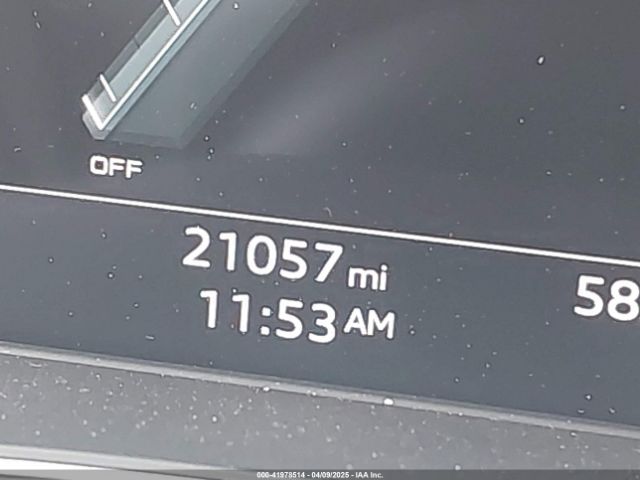 OFF
21057 mi
58
11:53 AM
000-41978514 - 04/09/2025 - IAA Inc.